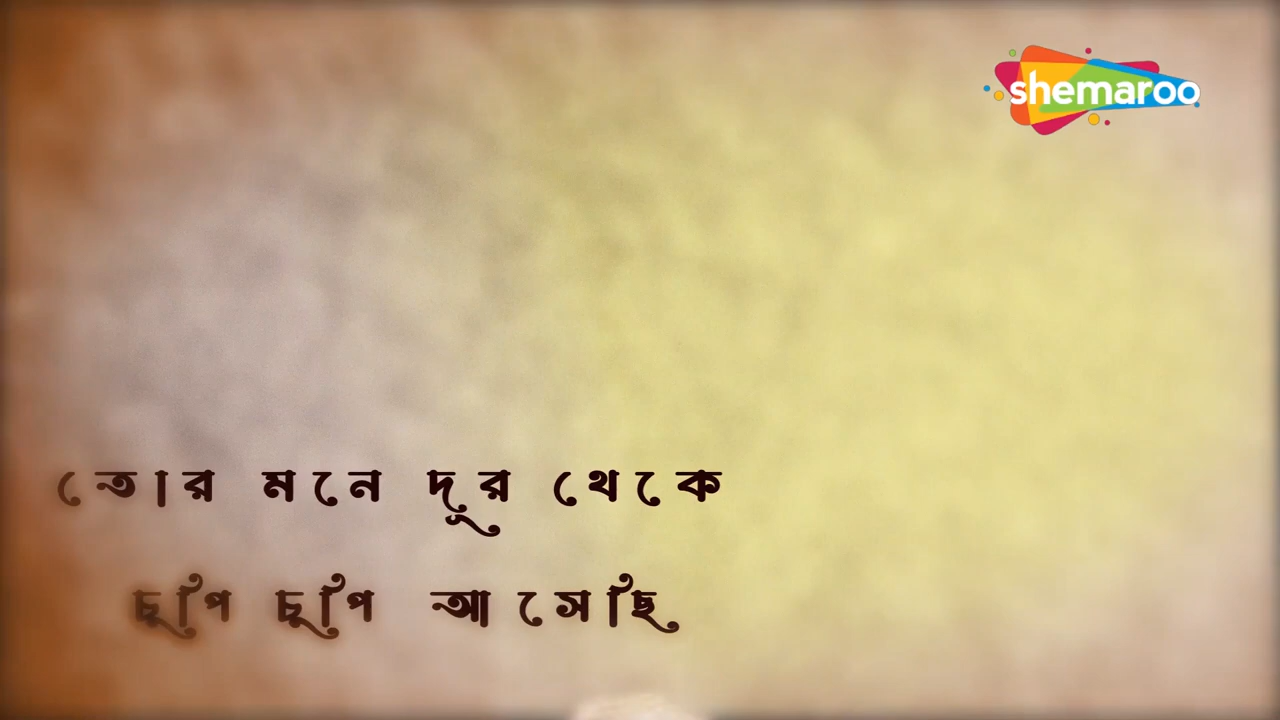 shemaroo
তোর মনে দূর থেকে
চুপি চুপি আসেছি